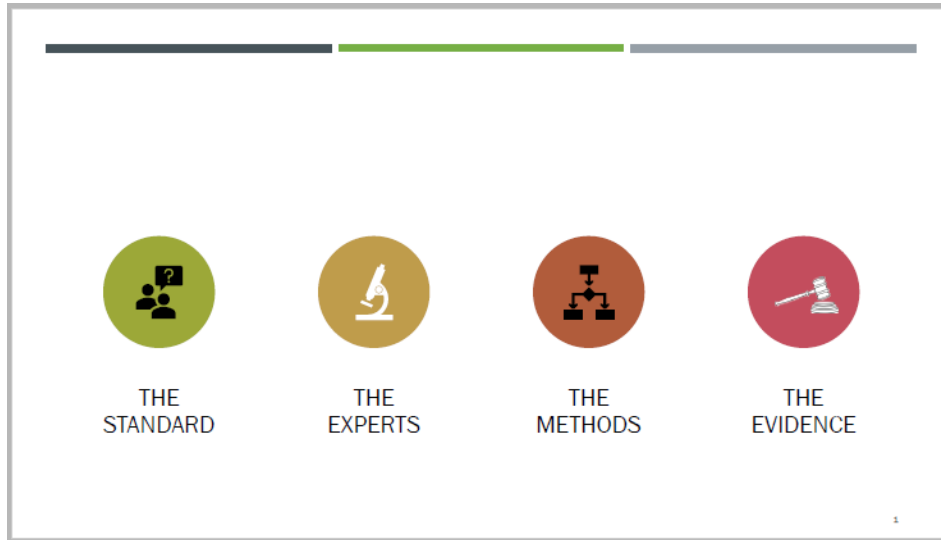 ?
THE
STANDARD
THE
EXPERTS
THE
METHODS
THE
EVIDENCE
1